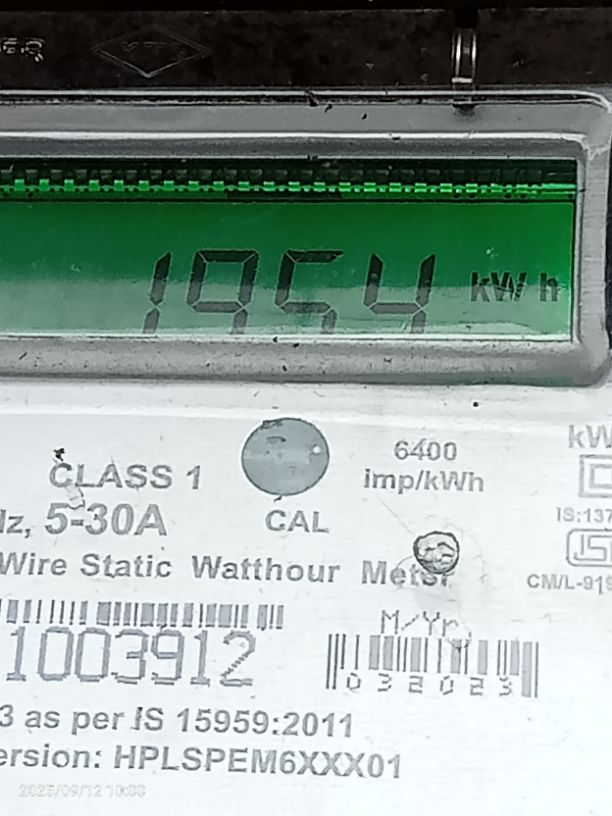 1954 kW h
6400
imp/kWh
kW
CLASS 1
Hz, 5-30A
CAL
IS:137
Wire Static Watthour Meter
CM/L-919
M/Yr.
1003912
032023
3 as per IS 15959:2011
ersion: HPLSPEM6XXX01
2025/09/12 10:03